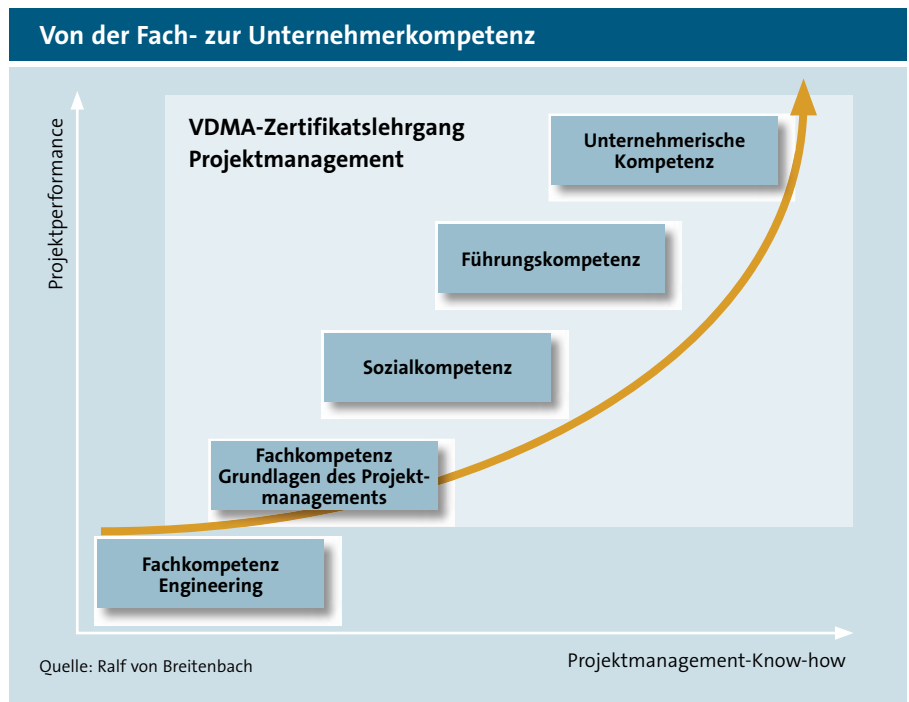 Von der Fach- zur Unternehmerkompetenz
Projektperformance
VDMA-Zertifikatslehrgang
Projektmanagement
Unternehmerische
Kompetenz
Führungskompetenz
Sozialkompetenz
Fachkompetenz
Grundlagen des Projekt-
managements
Fachkompetenz
Engineering
Quelle: Ralf von Breitenbach
Projektmanagement-Know-how